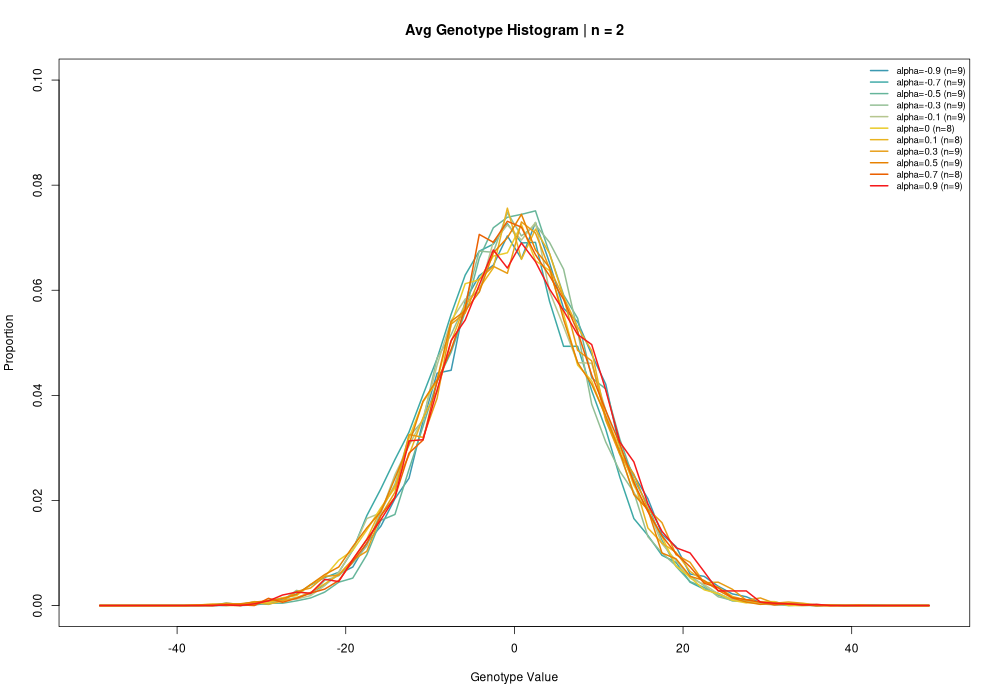 Avg Genotype Histogram | n = 2
alpha=-0.9 (n=9)
alpha=-0.7 (n=9)
alpha=-0.5 (n=9)
alpha=-0.3 (n=9)
alpha=-0.1 (n=9)
alpha=0 (n=8)
alpha=0.1 (n=8)
alpha=0.3 (n=9)
alpha=0.5 (n=9)
alpha=0.7 (n=8)
alpha=0.9 (n=9)
Proportion
0.10
0.08
0.06
0.04
0.02
0.00
-40 -20 0 20 40
Genotype Value